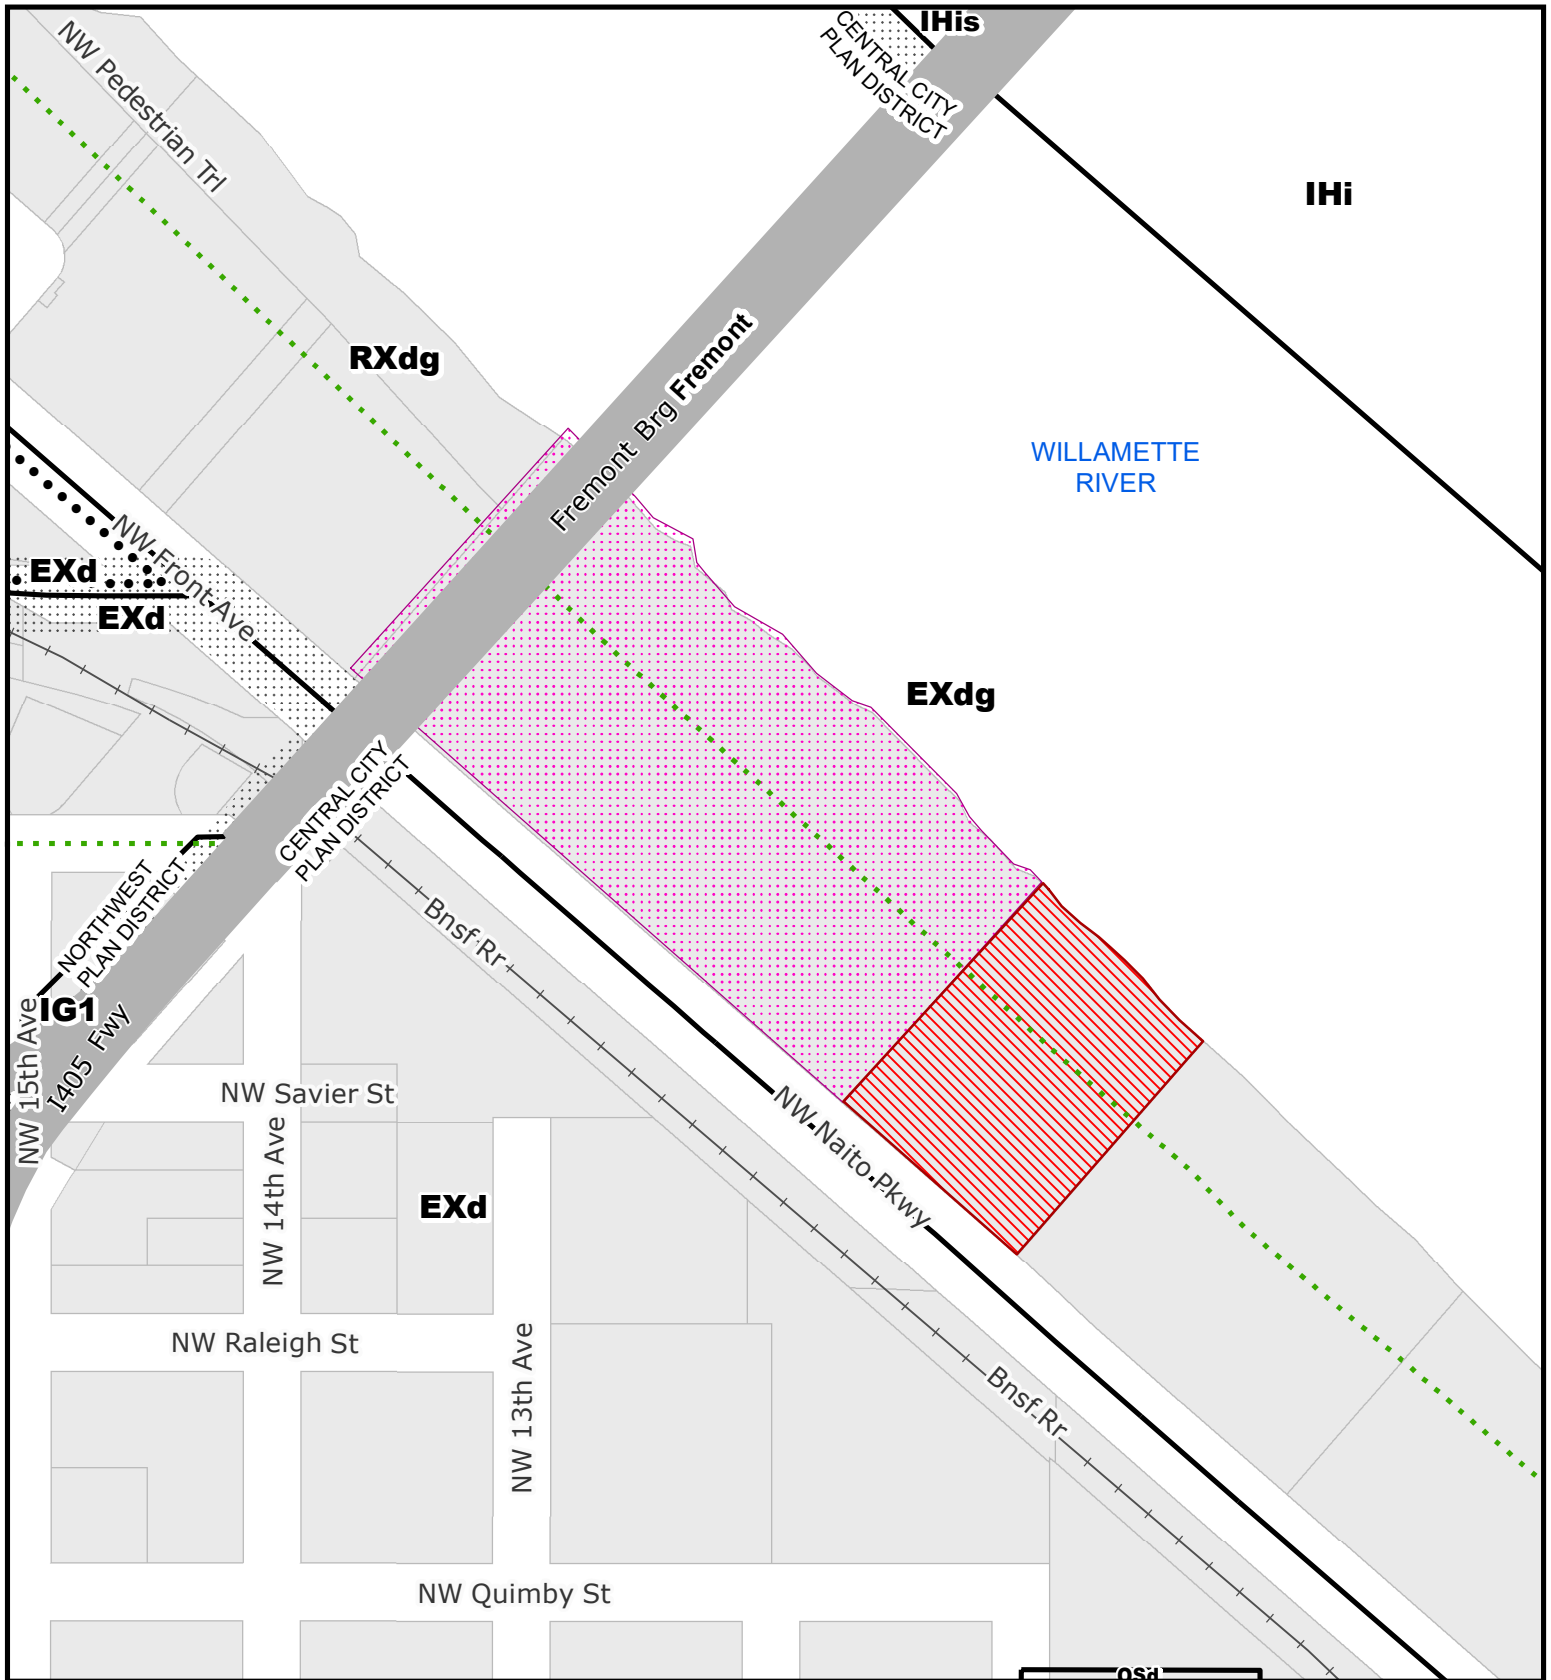 IHis
CENTRAL CITY
PLAN DISTRICT
NW Pedestrian Trl
IHi
RXdg
Fremont Brg
Fremont
WILLAMETTE
RIVER
NW Front Ave
EXd
EXd
EXdg
CENTRAL CITY
PLAN DISTRICT
NORTHWEST
PLAN DISTRICT
Bnsf Rr
IG1
I405 Fwy
NW 15th Ave
NW Savier St
NW Naito Pkwy
NW 14th Ave
EXd
NW Raleigh St
NW 13th Ave
Bnsf Rr
NW Quimby St
OSd